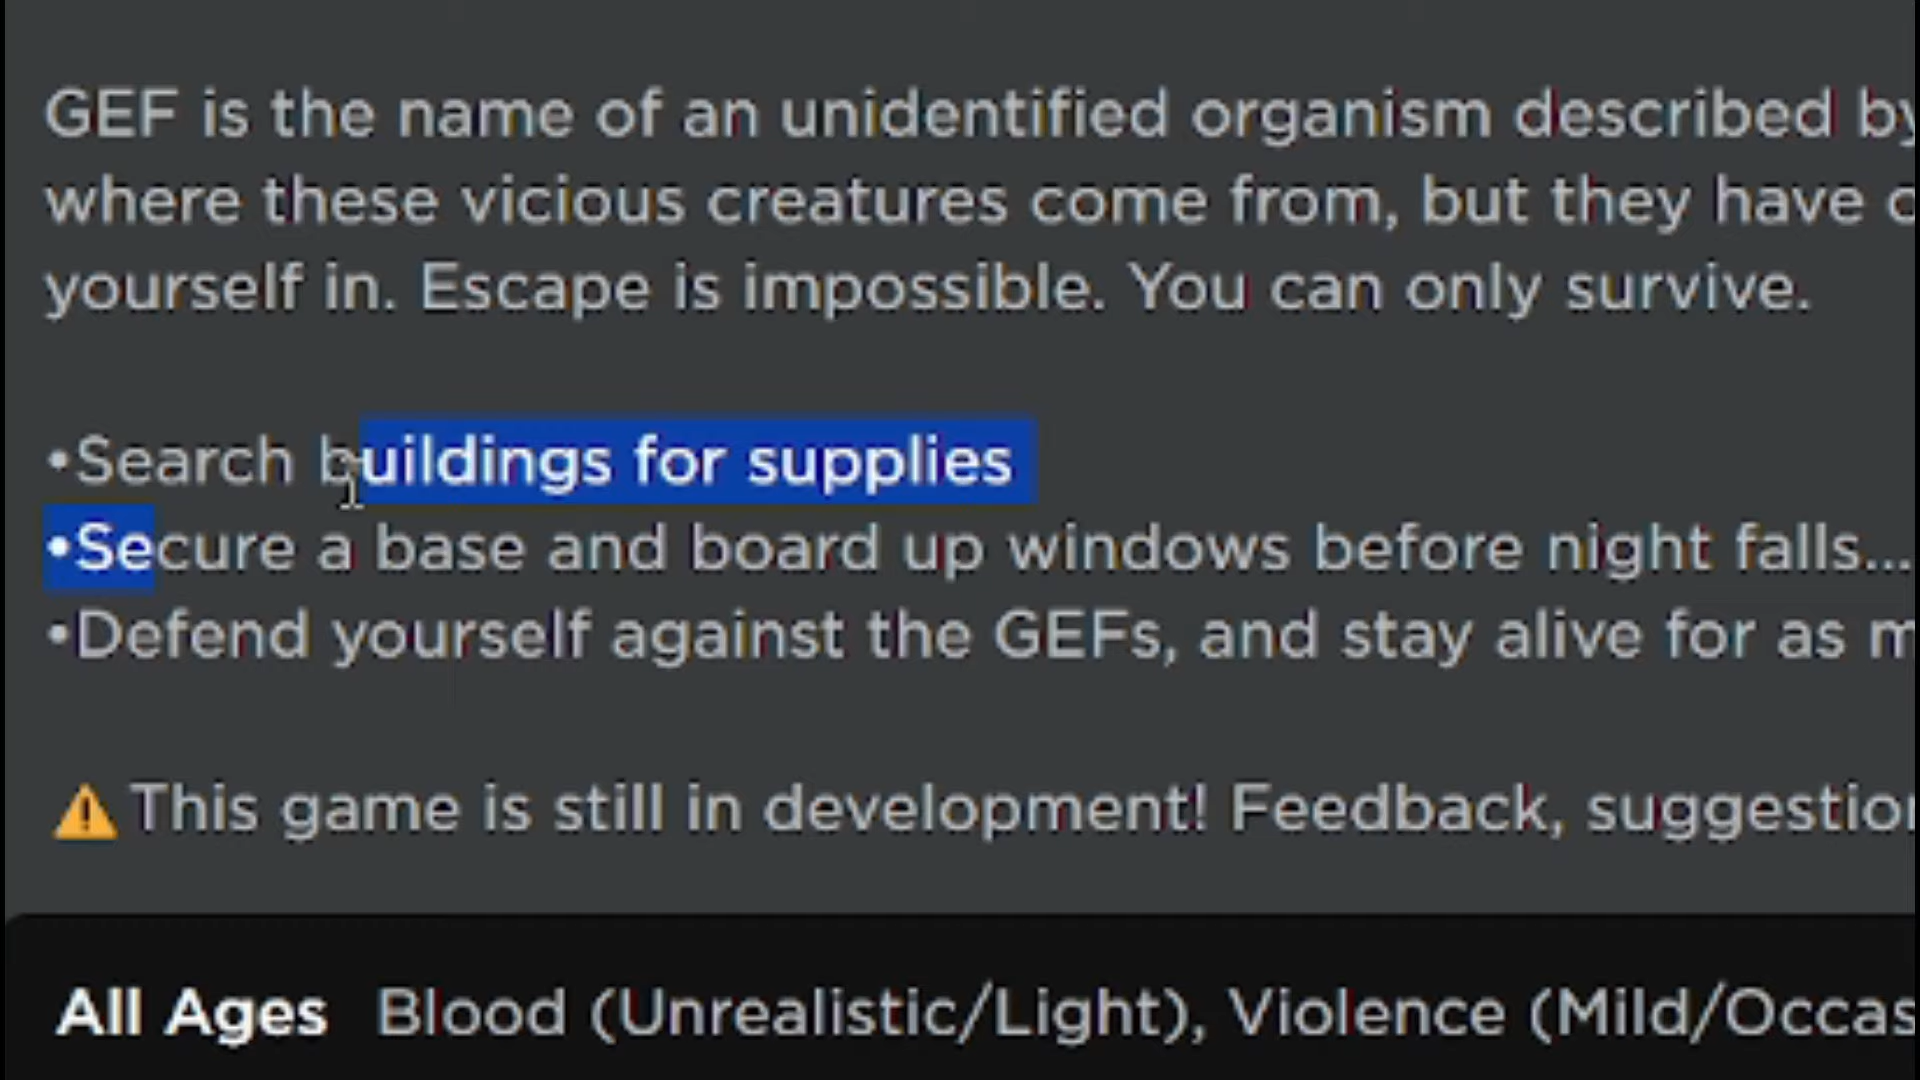 GEF is the name of an unidentified organism described by
where these vicious creatures come from, but they have
yourself in. Escape is impossible. You can only survive.
•Search buildings for supplies
•Secure a base and board up windows before night falls...
•Defend yourself against the GEFs, and stay alive for as
⚠️This game is still in development! Feedback,
All Ages Blood (Unrealistic/Light), Violence (Mild/